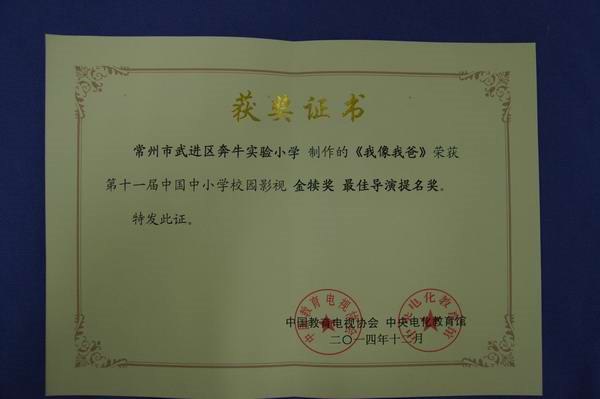 获奖证书
常州市武进区奔牛实验小学 制作的《我像我爸》荣获
第十一届中国中小学校园影视 金犊奖 最佳导演提名奖。
特发此证。
中国教育电视协会 中央电化教育馆
二〇一四年十二月